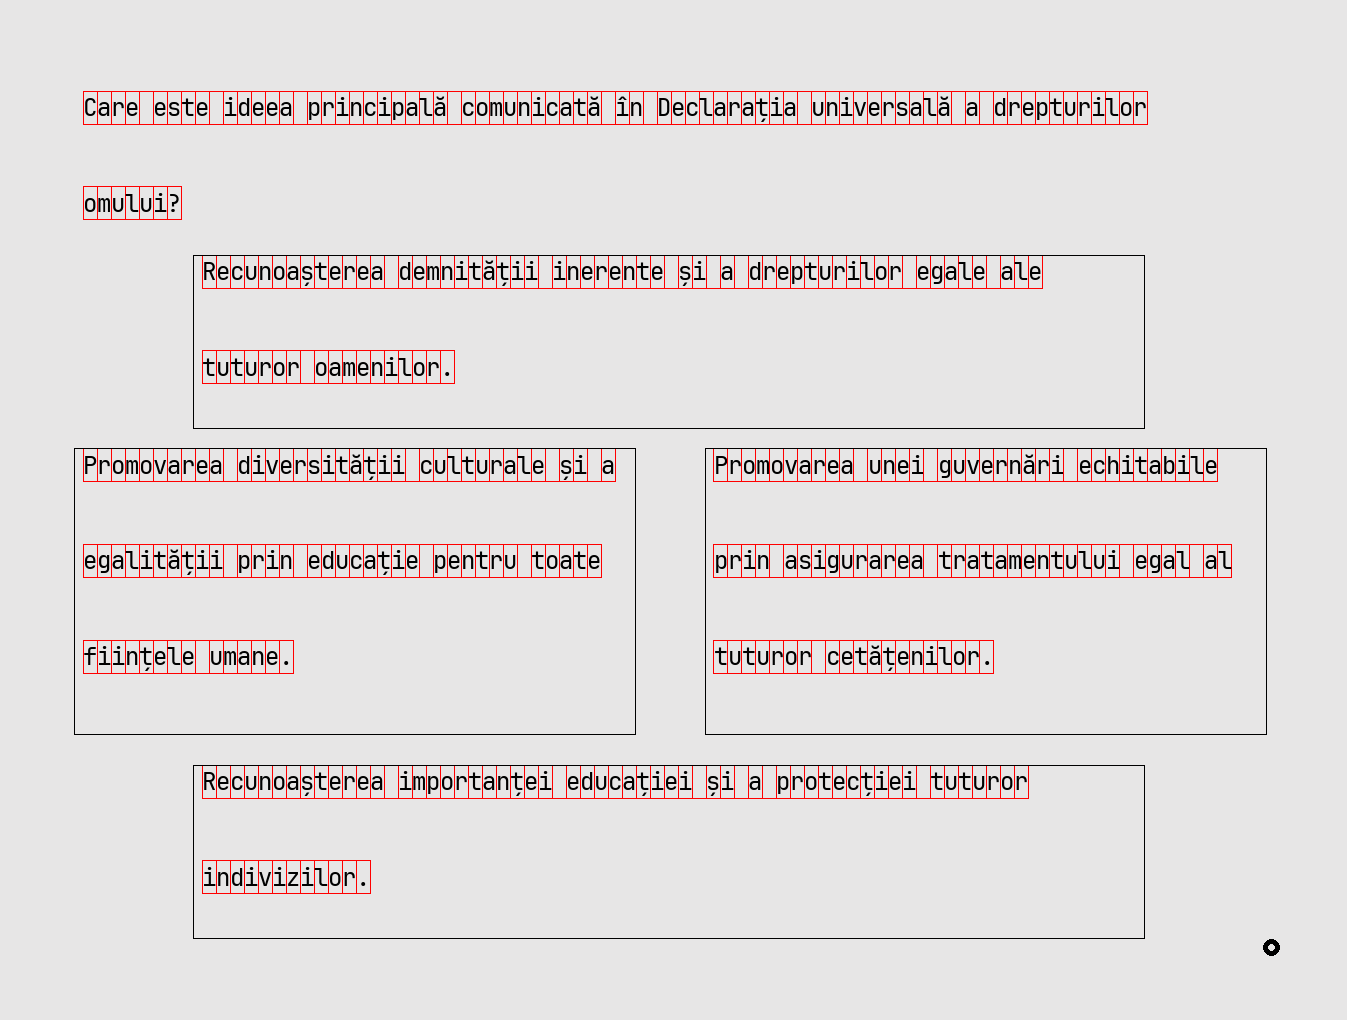 Care este ideea principală comunicată în Declarația universală a drepturilor
omului?
Recunoașterea demnității inerente și a drepturilor egale ale
tuturor oamenilor.
Promovarea diversității culturale și a
egalității prin educație pentru toate
ființele umane.
Promovarea unei guvernări echitabile
prin asigurarea tratamentului egal al
tuturor cetățenilor.
Recunoașterea importanței educației și a protecției tuturor
indivizilor.